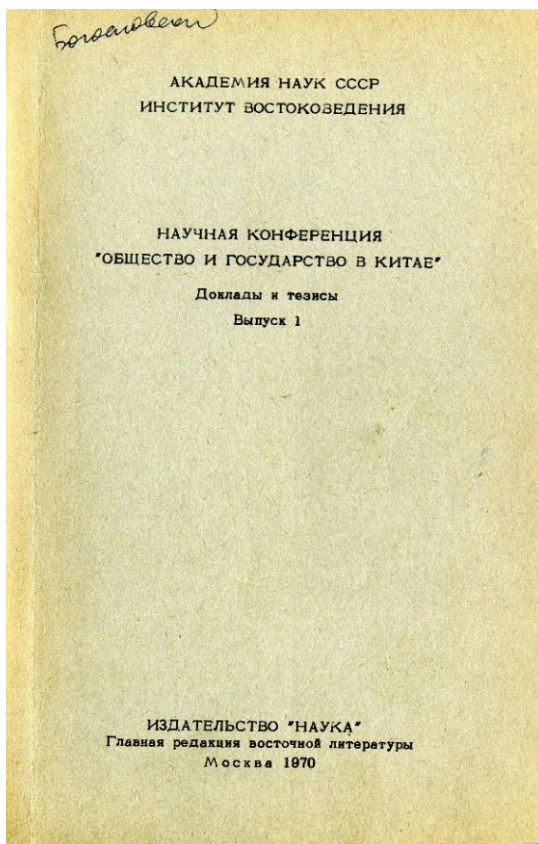 Богословский
АКАДЕМИЯ НАУК СССР
ИНСТИТУТ ВОСТОКОВЕДЕНИЯ
НАУЧНАЯ КОНФЕРЕНЦИЯ
"ОБЩЕСТВО И ГОСУДАРСТВО В КИТАЕ"
Доклады и тезисы
Выпуск 1
ИЗДАТЕЛЬСТВО "НАУКА"
Главная редакция восточной литературы
Москва 1970